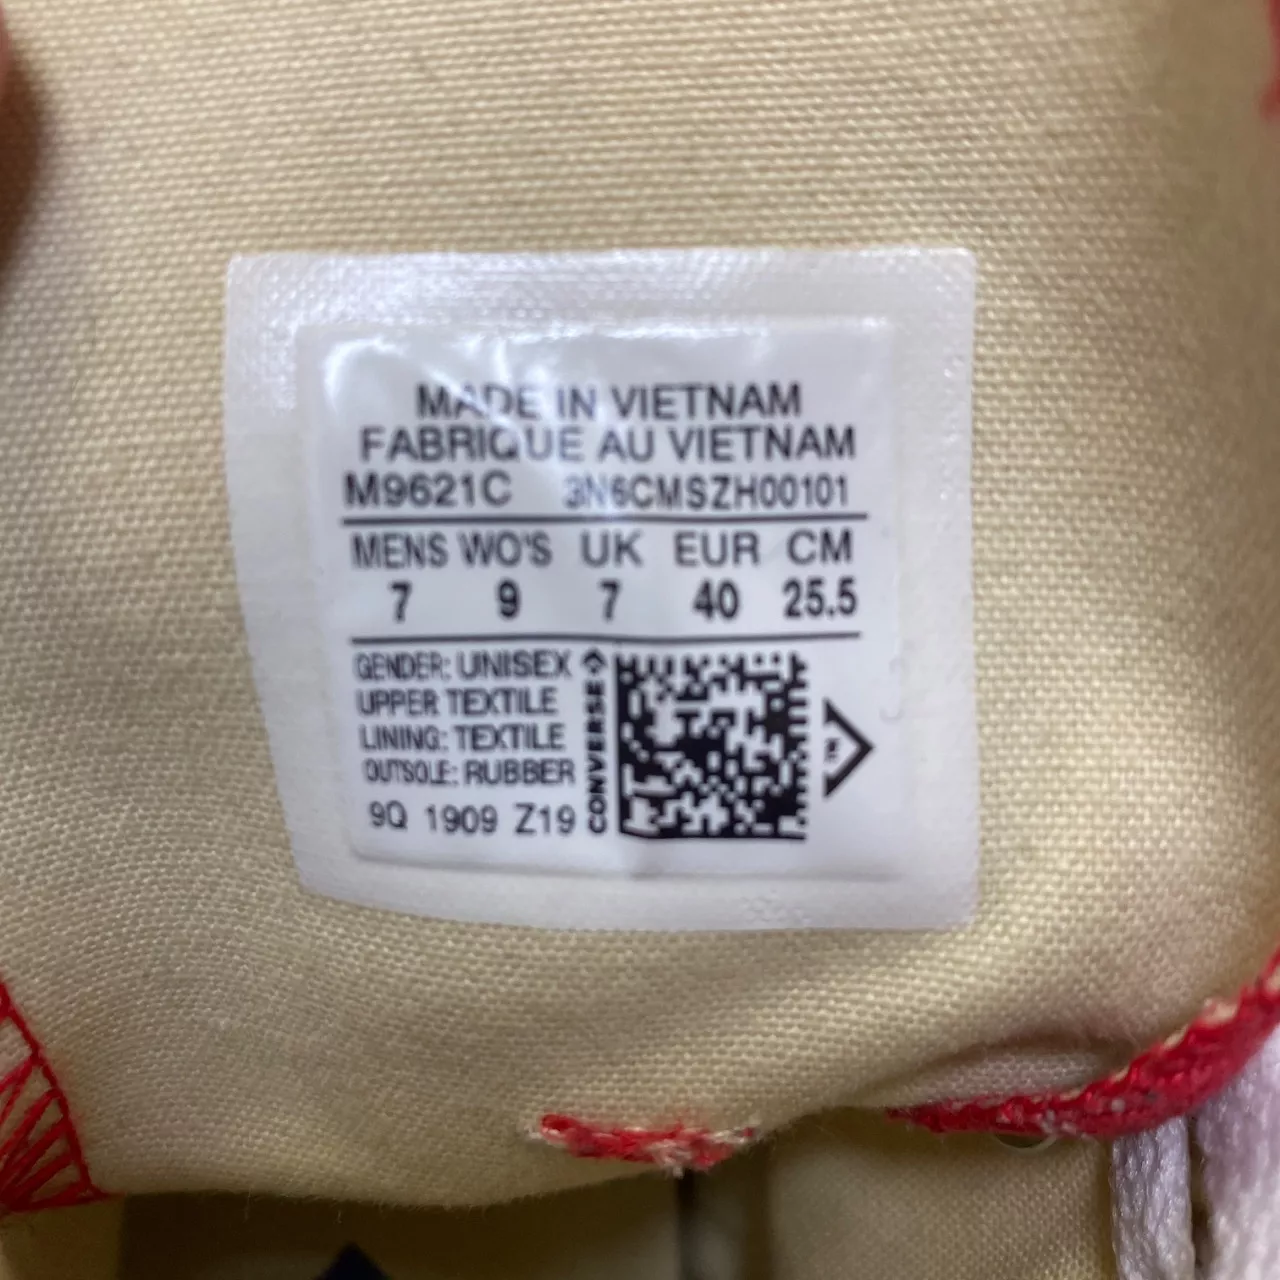 MADE IN VIETNAM
FABRIQUE AU VIETNAM
M9621C 3N6CMSZH00101
MENS WO'S UK EUR CM
7 9 7 40 25.5
GENDER: UNISEX
UPPER TEXTILE
LINING: TEXTILE
OUTSOLE: RUBBER
9Q 1909 Z19
CONVERSE
TM